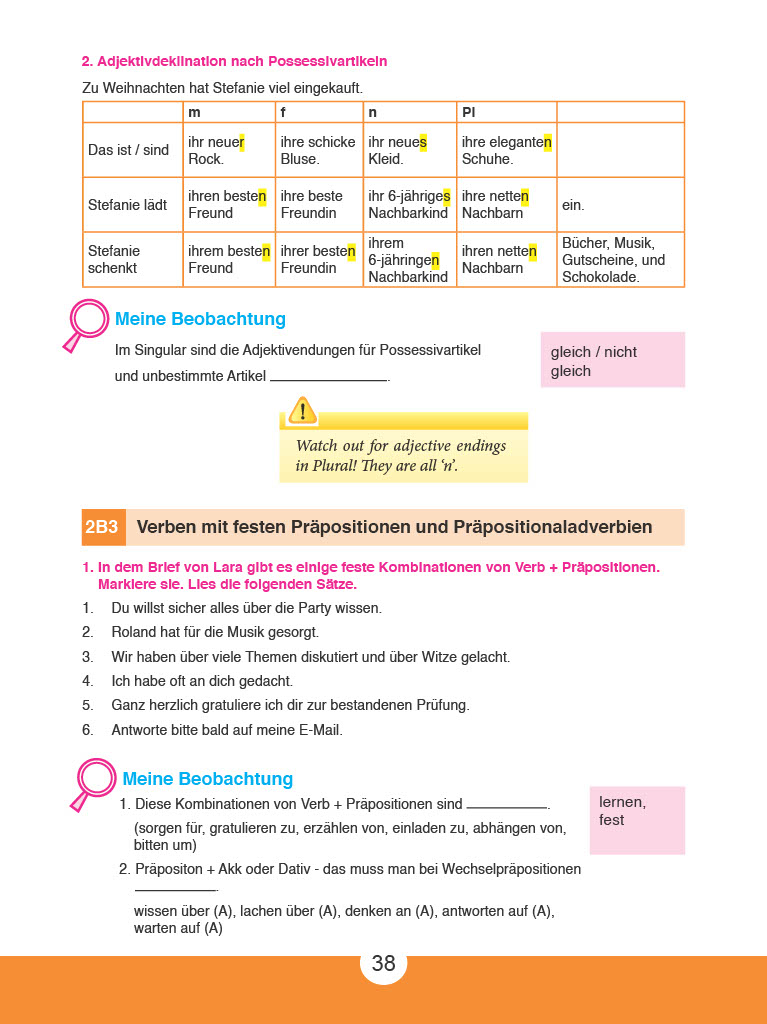 2. Adjektivdeklination nach Possessivartikeln
Zu Weihnachten hat Stefanie viel eingekauft.
m f n Pl
Das ist / sind ihr neuer Rock. ihre schicke Bluse. ihr neues Kleid. ihre eleganten Schuhe.
Stefanie lädt ihren besten Freund ihre beste Freundin ihr 6-jähriges Nachbarkind ihre netten Nachbarn ein.
Stefanie schenkt ihrem besten Freund ihrer besten Freundin ihrem 6-jähringen Nachbarkind ihren netten Nachbarn Bücher, Musik, Gutscheine, und Schokolade.
Meine Beobachtung
Im Singular sind die Adjektivendungen für Possessivartikel
und unbestimmte Artikel _______________.
gleich / nicht
gleich
!
Watch out for adjective endings
in Plural! They are all ‘n’.
2B3 Verben mit festen Präpositionen und Präpositionaladverbien
1. In dem Brief von Lara gibt es einige feste Kombinationen von Verb + Präpositionen.
Markiere sie. Lies die folgenden Sätze.
1. Du willst sicher alles über die Party wissen.
2. Roland hat für die Musik gesorgt.
3. Wir haben über viele Themen diskutiert und über Witze gelacht.
4. Ich habe oft an dich gedacht.
5. Ganz herzlich gratuliere ich dir zur bestandenen Prüfung.
6. Antworte bitte bald auf meine E-Mail.
Meine Beobachtung
1. Diese Kombinationen von Verb + Präpositionen sind __________.
(sorgen für, gratulieren zu, erzählen von, einladen zu, abhängen von,
bitten um)
2. Präpositon + Akk oder Dativ - das muss man bei Wechselpräpositionen
__________.
wissen über (A), lachen über (A), denken an (A), antworten auf (A),
warten auf (A)
lernen,
fest
38